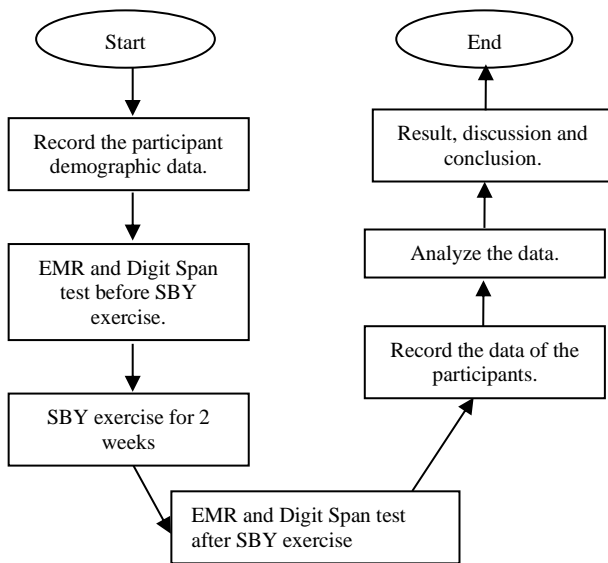 Start
Record the participant
demographic data.
EMR and Digit Span
test before SBY
exercise.
SBY exercise for 2
weeks
EMR and Digit Span test
after SBY exercise
Record the data of the
participants.
Analyze the data.
Result, discussion and
conclusion.
End